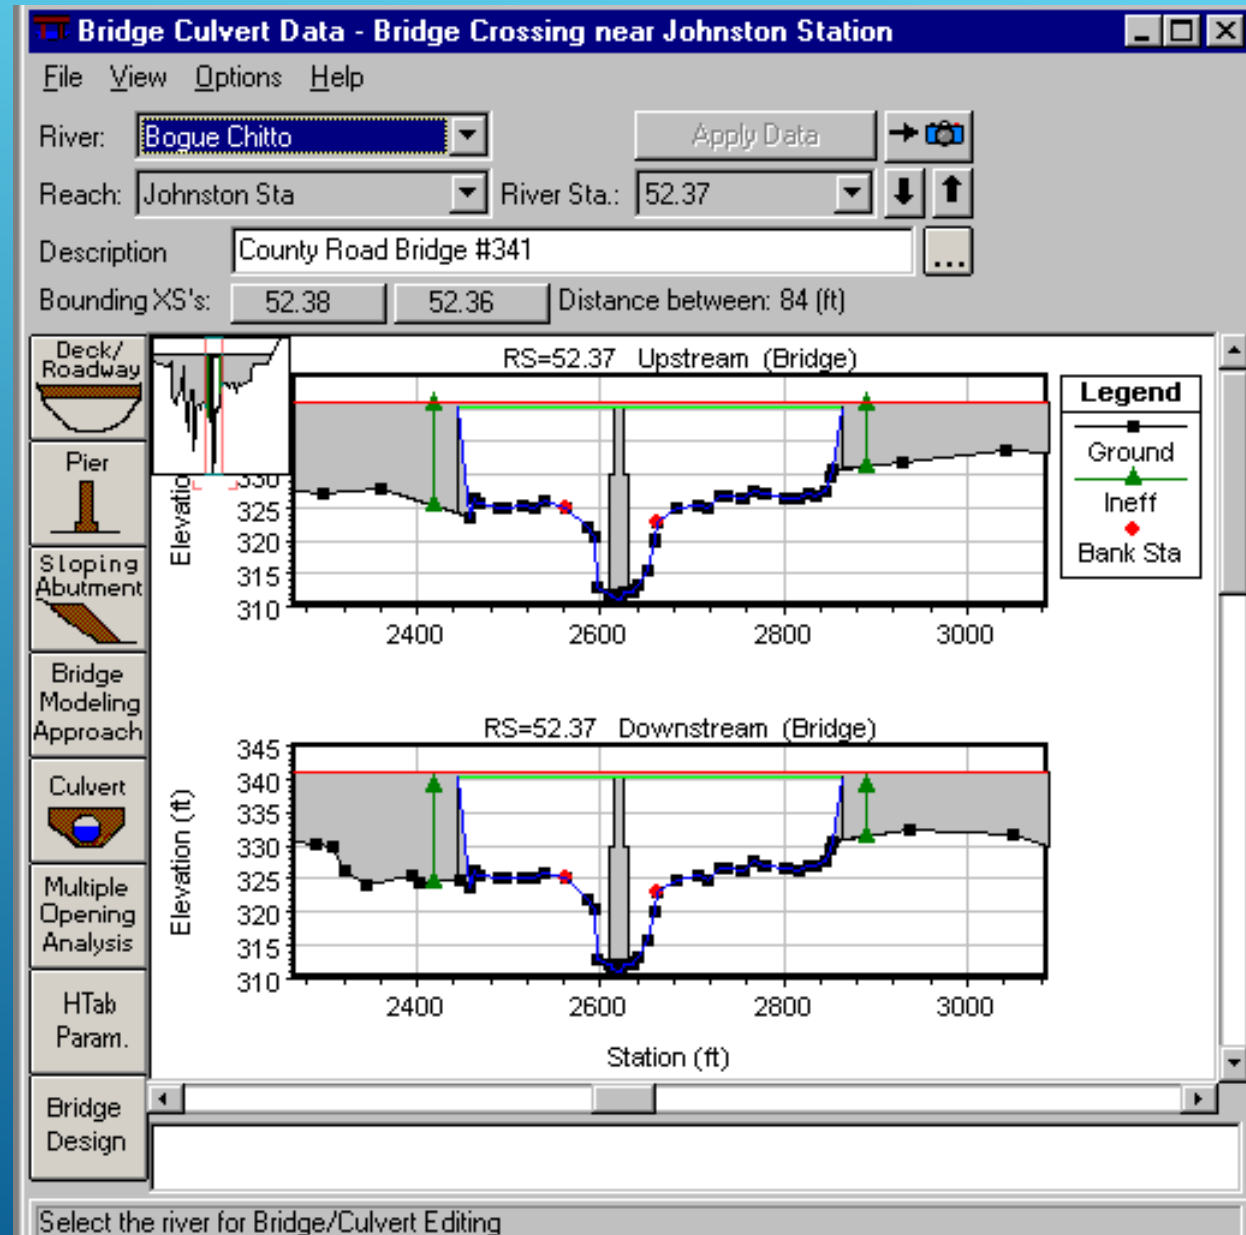 Bridge Culvert Data - Bridge Crossing near Johnston Station
File View Options Help
River: Bogue Chitto Apply Data
Reach: Johnston Sta River Sta.: 52.37
Description County Road Bridge #341 ...
Bounding XS's: 52.38 52.36 Distance between: 84 (ft)
Deck/
Roadway
Pier
Sloping
Abutment
Bridge
Modeling
Approach
Culvert
Multiple
Opening
Analysis
HTab
Param.
Bridge
Design
RS=52.37 Upstream (Bridge)
330
325
320
315
310
2400 2600 2800 3000
Legend
Ground
Ineff
Bank Sta
RS=52.37 Downstream (Bridge)
Elevation (ft)
345
340
335
330
325
320
315
310
2400 2600 2800 3000
Station (ft)
Select the river for Bridge/Culvert Editing